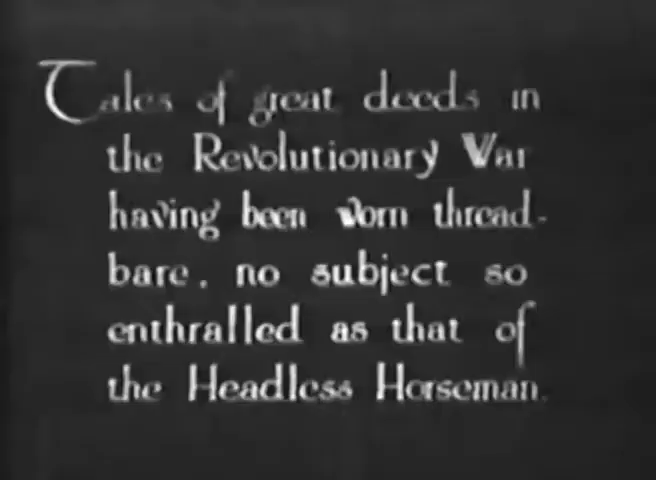 Tales of great deeds in
the Revolutionary War
having been worn thread-
bare, no subject so
enthralled as that of
the Headless Horseman.